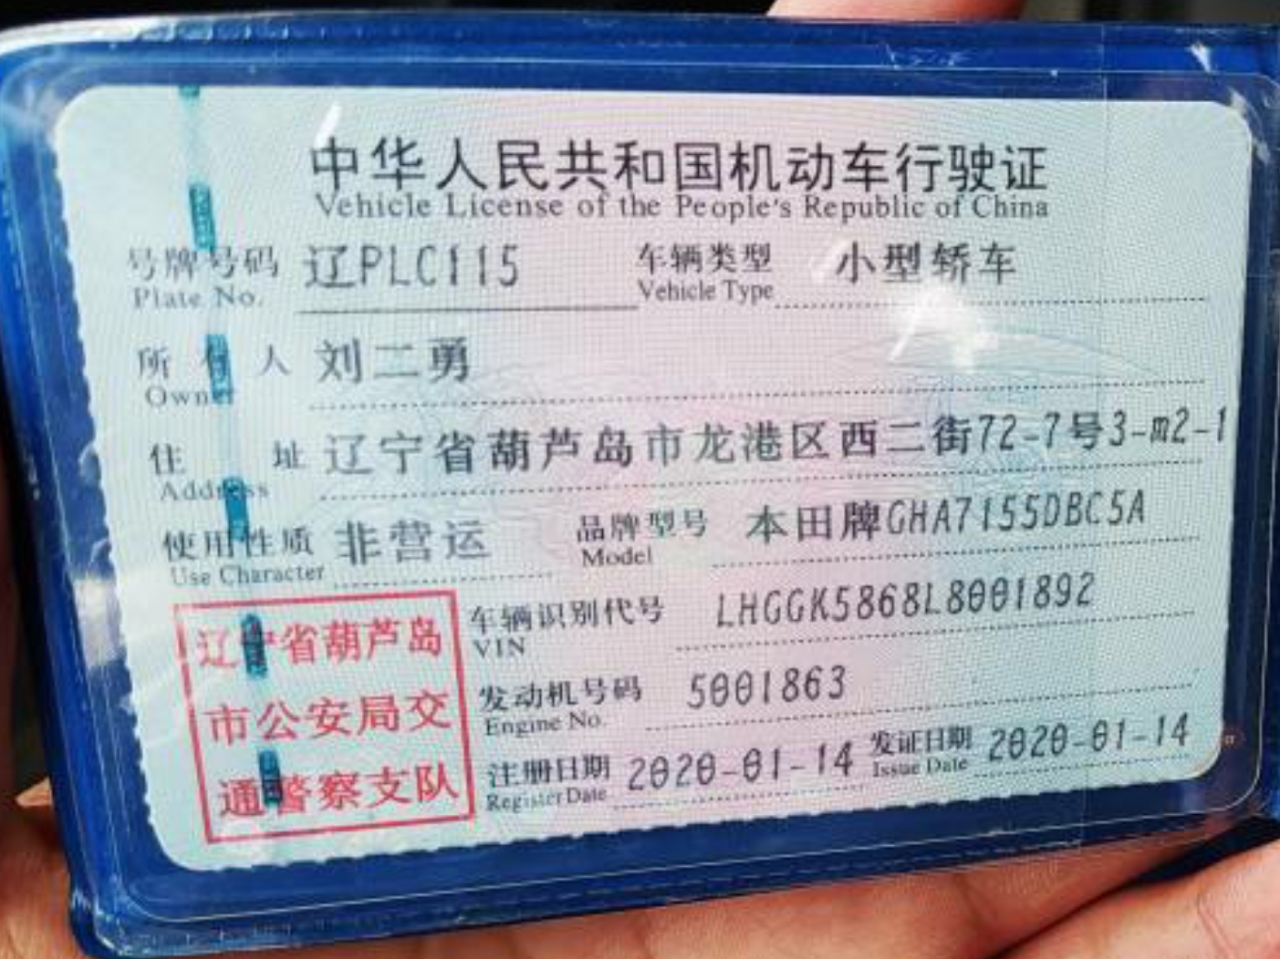 中华人民共和国机动车行驶证
Vehicle License of the People's Republic of China
号牌号码 辽PLC115 车辆类型 小型轿车
Plate No. Vehicle Type
所有人 刘二勇
Owner
住址 辽宁省葫芦岛市龙港区西二街72-7号3-m2-1
Address
使用性质 非营运 品牌型号 本田牌GHA7155DBC5A
Use Character Model
车辆识别代号 LHGGK5868L8001892
VIN
发动机号码 5001863
Engine No.
注册日期 2020-01-14 发证日期 2020-01-14
Register Date Issue Date
辽宁省葫芦岛
市公安局交
通警察支队